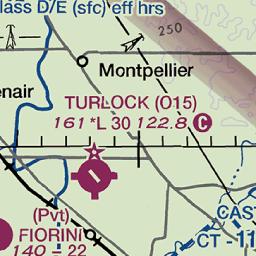 lass D/E (sfc) eff hrs
250
Montpellier
enair
TURLOCK (O15)
161 *L 30 122.8 C
(Pvt)
FIORINI
140 - 22
CAST
CT - 11